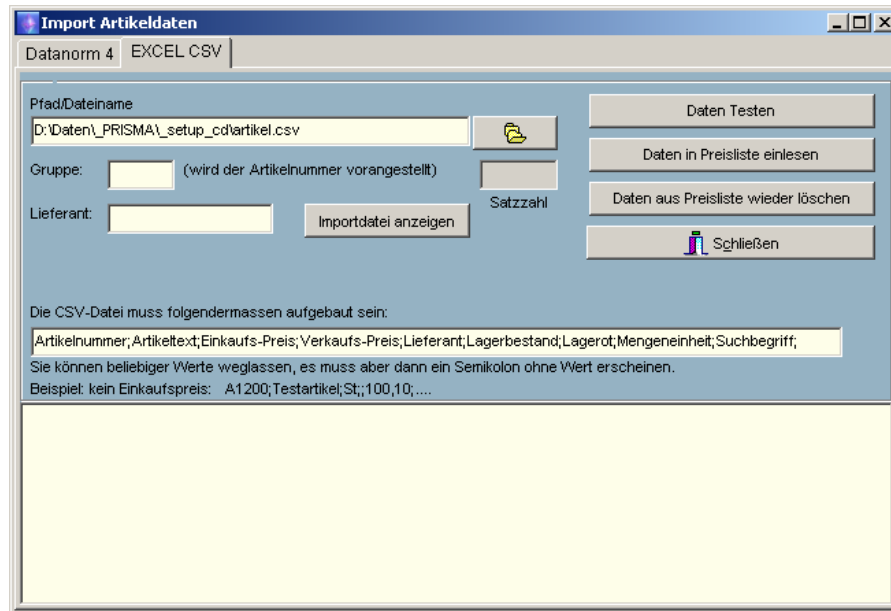 Import Artikeldaten
Datanorm 4
EXCEL CSV
Pfad/Dateiname
D:\Daten\_PRISMA\_setup_cd\artikel.csv
Daten Testen
Gruppe:
(wird der Artikelnummer vorangestellt)
Daten in Preisliste einlesen
Lieferant:
Importdatei anzeigen
Satzzahl
Daten aus Preisliste wieder löschen
Schließen
Die CSV-Datei muss folgendermassen aufgebaut sein:
Artikelnummer;Artikeltext;Einkaufs-Preis;Verkaufs-Preis;Lieferant;Lagerbestand;Lagerot;Mengeneinheit;Suchbegriff;
Sie können beliebiger Werte weglassen, es muss aber dann ein Semikolon ohne Wert erscheinen.
Beispiel: kein Einkaufspreis: A1200;Testartikel;St;;100,10;....